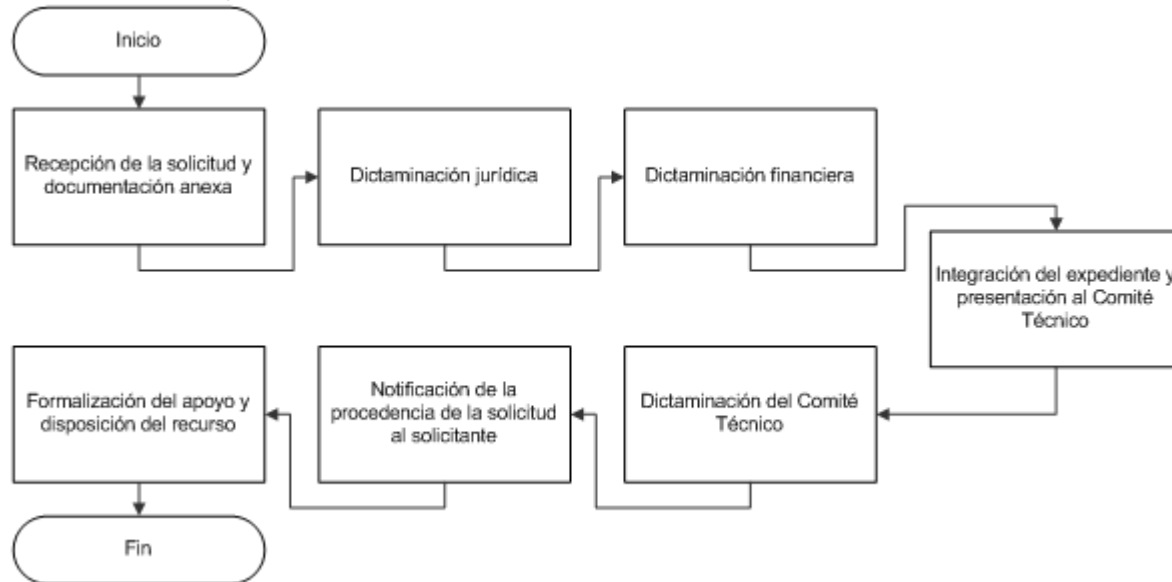 Inicio
Recepción de la solicitud y
documentación anexa
Dictaminación jurídica
Dictaminación financiera
Integración del expediente y
presentación al Comité
Técnico
Dictaminación del Comité
Técnico
Notificación de la
procedencia de la solicitud
al solicitante
Formalización del apoyo y
disposición del recurso
Fin